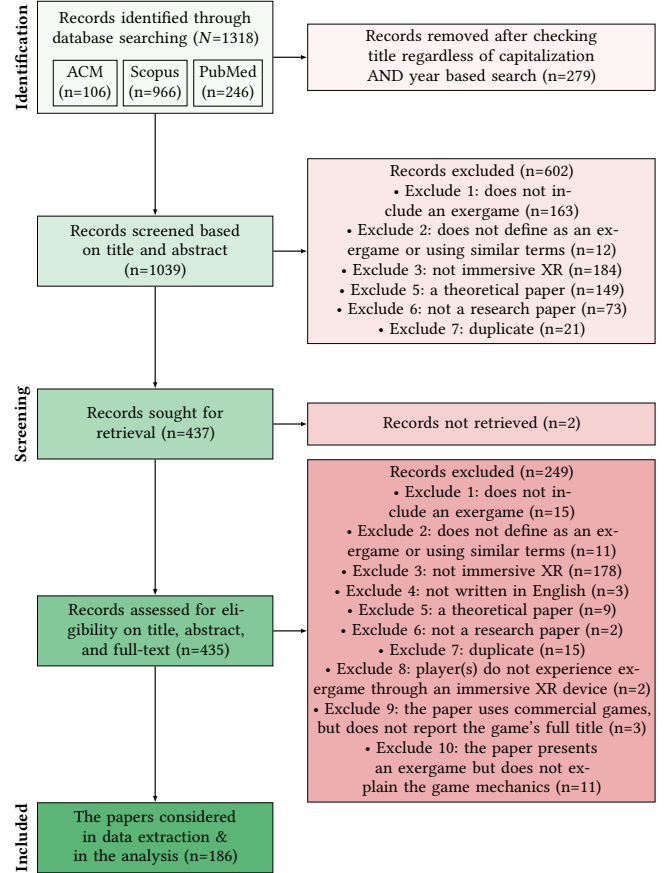 Identification
Records identified through
database searching (N=1318)
ACM
(n=106)
Scopus
(n=966)
PubMed
(n=246)
Records removed after checking
title regardless of capitalization
AND year based search (n=279)
Screening
Records screened based
on title and abstract
(n=1039)
Records excluded (n=602)
• Exclude 1: does not in-
clude an exergame (n=163)
• Exclude 2: does not define as an ex-
ergame or using similar terms (n=12)
• Exclude 3: not immersive XR (n=184)
• Exclude 5: a theoretical paper (n=149)
• Exclude 6: not a research paper (n=73)
• Exclude 7: duplicate (n=21)
Records sought for
retrieval (n=437)
Records not retrieved (n=2)
Records assessed for eli-
gibility on title, abstract,
and full-text (n=435)
Records excluded (n=249)
• Exclude 1: does not in-
clude an exergame (n=15)
• Exclude 2: does not define as an ex-
ergame or using similar terms (n=11)
• Exclude 3: not immersive XR (n=178)
• Exclude 4: not written in English (n=3)
• Exclude 5: a theoretical paper (n=9)
• Exclude 6: not a research paper (n=2)
• Exclude 7: duplicate (n=15)
• Exclude 8: player(s) do not experience ex-
ergame through an immersive XR device (n=2)
• Exclude 9: the paper uses commercial games,
but does not report the game's full title (n=3)
• Exclude 10: the paper presents
an exergame but does not ex-
plain the game mechanics (n=11)
Included
The papers considered
in data extraction &
in the analysis (n=186)